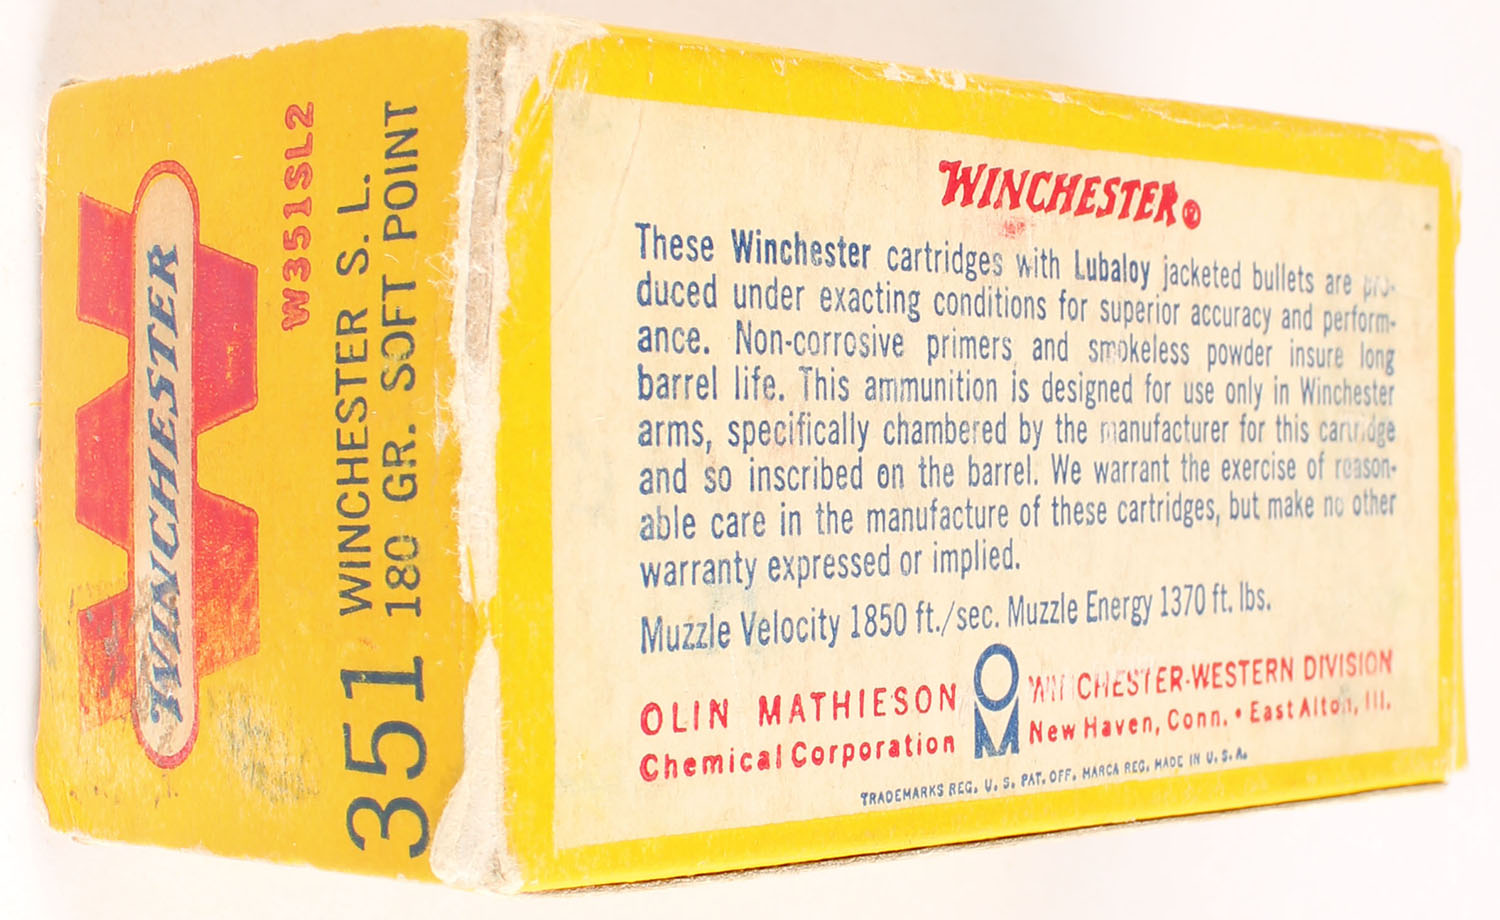 WINCHESTER
W351SL2
351 WINCHESTER S. L.
180 GR. SOFT POINT
WINCHESTER®
These Winchester cartridges with Lubaloy jacketed bullets are pro-
duced under exacting conditions for superior accuracy and perform-
ance. Non-corrosive primers and smokeless powder insure long
barrel life. This ammunition is designed for use only in Winchester
arms, specifically chambered by the manufacturer for this cartridge
and so inscribed on the barrel. We warrant the exercise of reason-
able care in the manufacture of these cartridges, but make no other
warranty expressed or implied.
Muzzle Velocity 1850 ft./sec. Muzzle Energy 1370 ft. lbs.
OLIN MATHIESON
Chemical Corporation
OM
WINCHESTER-WESTERN DIVISION
New Haven, Conn. • East Alton, Ill.
TRADEMARKS REG. U. S. PAT. OFF. MARCA REG. MADE IN U. S. A.